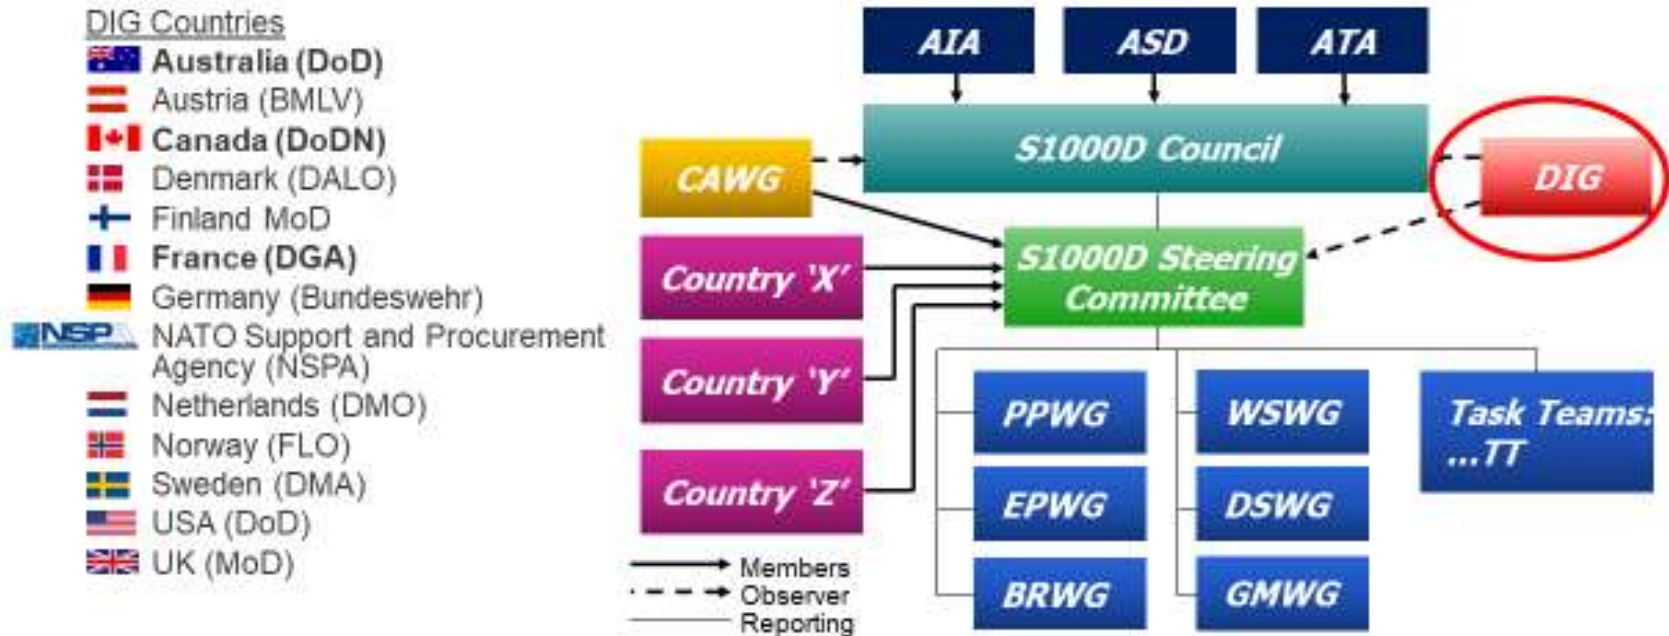 DIG Countries
Australia (DoD)
Austria (BMLV)
Canada (DoDN)
Denmark (DALO)
Finland MoD
France (DGA)
Germany (Bundeswehr)
NSPA
NATO Support and Procurement
Agency (NSPA)
Netherlands (DMO)
Norway (FLO)
Sweden (DMA)
USA (DoD)
UK (MoD)
AIA
ASD
ATA
S1000D Council
CAWG
DIG
S1000D Steering
Committee
Country ‘X’
Country ‘Y’
Country ‘Z’
PPWG
WSWG
Task Teams:
...TT
EPWG
DSWG
BRWG
GMWG
Members
Observer
Reporting